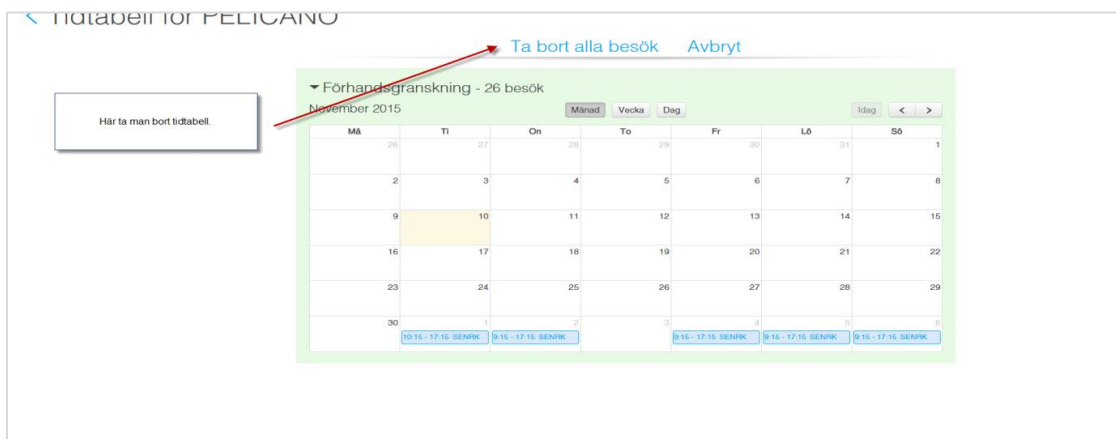 < Tidtabell för PELICANO
Ta bort alla besök Avbryt
Här ta man bort tidtabell.
Förhandsgranskning - 26 besök
November 2015 Månad Vecka Dag Idag < >
Må Ti On To Fr Lö Sö
26 27 28 29 30 31 1
2 3 4 5 6 7 8
9 10 11 12 13 14 15
16 17 18 19 20 21 22
23 24 25 26 27 28 29
30 1 2 3 4 5 6
10:15 - 17:15 SENRK 9:15 - 17:15 SENRK 9:15 - 17:15 SENRK 9:15 - 17:15 SENRK 9:15 - 17:15 SENRK